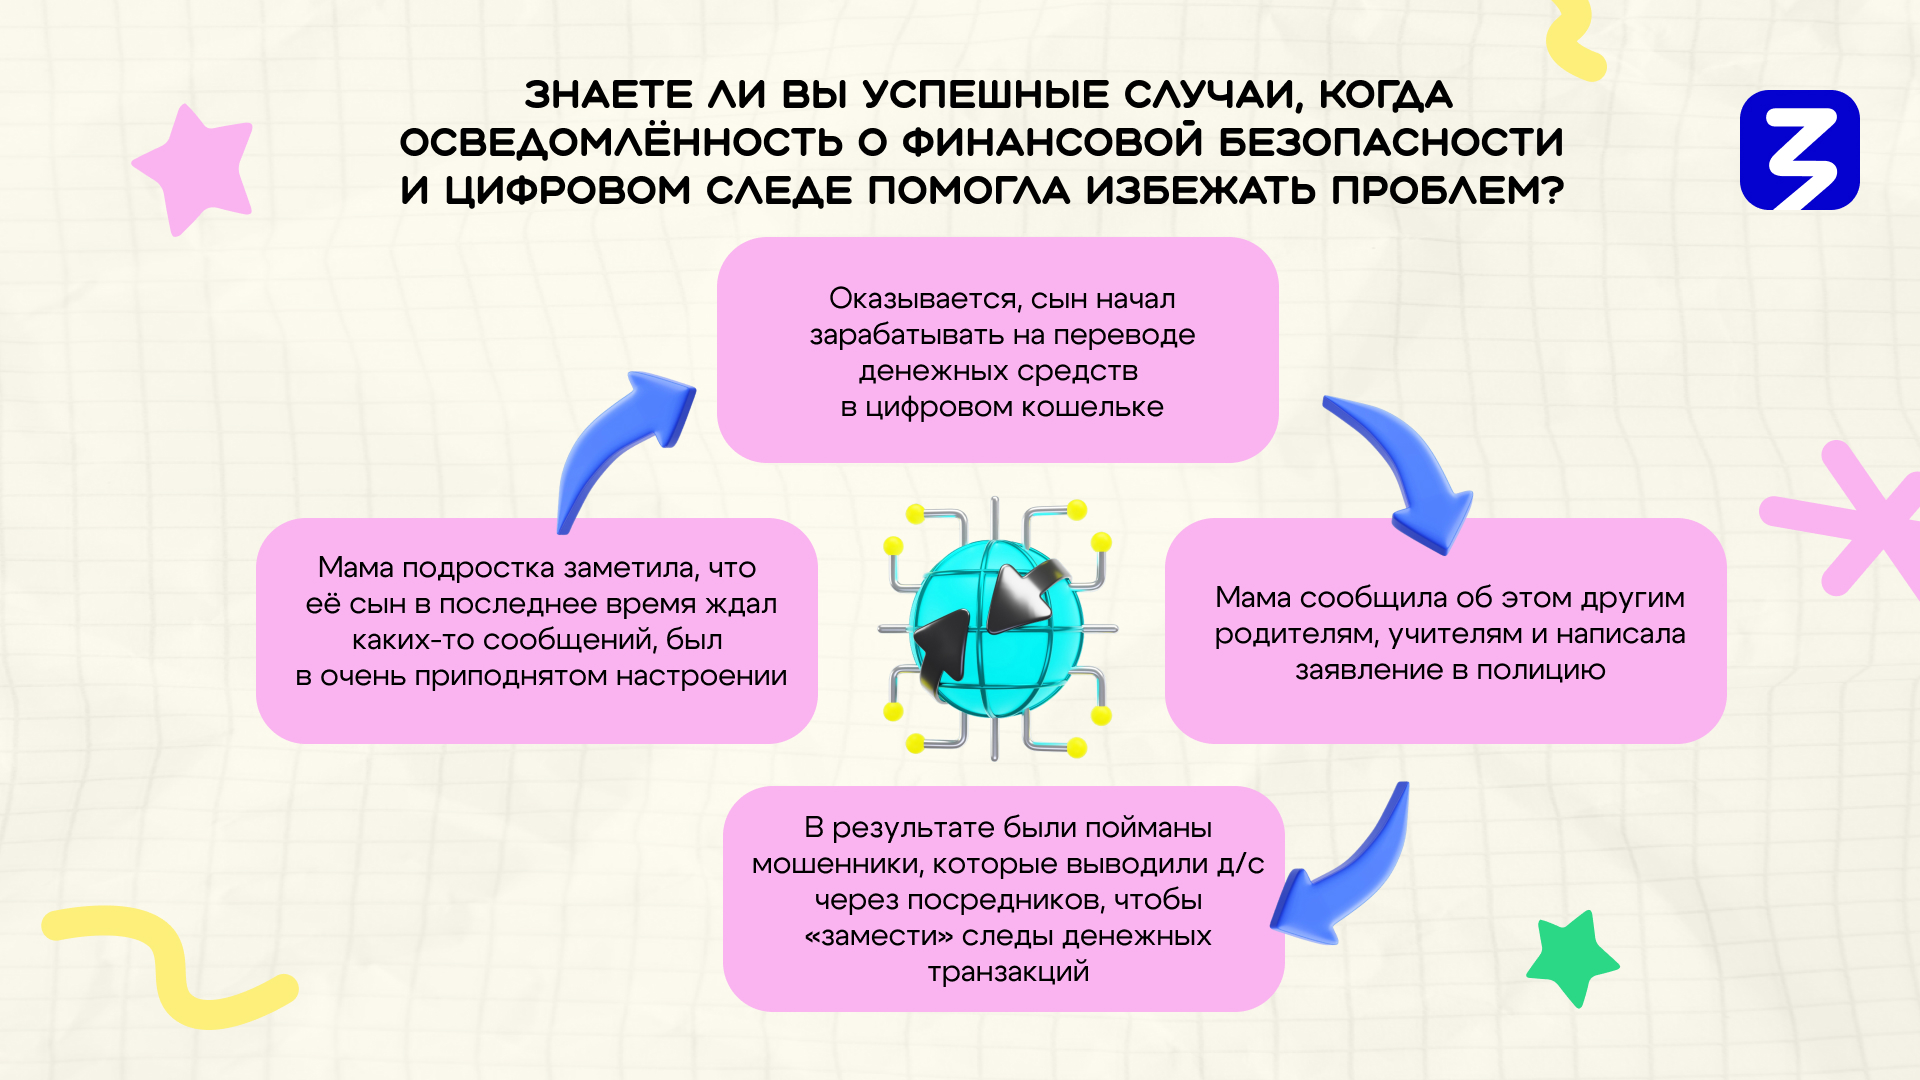 ЗНАЕТЕ ЛИ ВЫ УСПЕШНЫЕ СЛУЧАИ, КОГДА
ОСВЕДОМЛЁННОСТЬ О ФИНАНСОВОЙ БЕЗОПАСНОСТИ
И ЦИФРОВОМ СЛЕДЕ ПОМОГЛА ИЗБЕЖАТЬ ПРОБЛЕМ?
Мама подростка заметила, что
её сын в последнее время ждал
каких-то сообщений, был
в очень приподнятом настроении
Оказывается, сын начал
зарабатывать на переводе
денежных средств
в цифровом кошельке
Мама сообщила об этом другим
родителям, учителям и написала
заявление в полицию
В результате были пойманы
мошенники, которые выводили д/с
через посредников, чтобы
«замести» следы денежных
транзакций